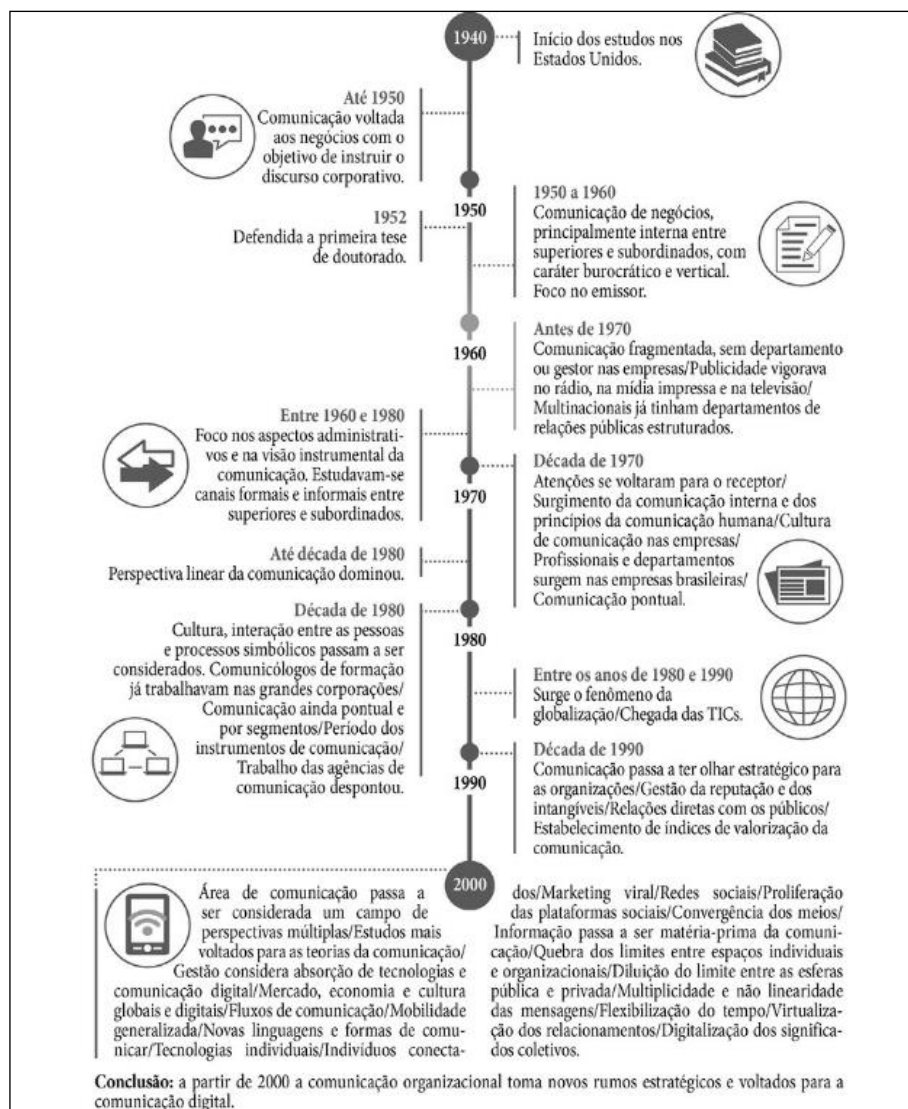 1940
Início dos estudos nos
Estados Unidos.
Até 1950
Comunicação voltada
aos negócios com o
objetivo de instruir o
discurso corporativo.
1950
1950 a 1960
Comunicação de negócios,
principalmente interna entre
superiores e subordinados, com
caráter burocrático e vertical.
Foco no emissor.
1952
Defendida a primeira tese
de doutorado.
1960
Antes de 1970
Comunicação fragmentada, sem departamento
ou gestor nas empresas/Publicidade vigorava
no rádio, na mídia impressa e na televisão/
Multinacionais já tinham departamentos de
relações públicas estruturados.
Entre 1960 e 1980
Foco nos aspectos administrati-
vos e na visão instrumental da
comunicação. Estudavam-se
canais formais e informais entre
superiores e subordinados.
1970
Década de 1970
Atenções se voltaram para o receptor/
Surgimento da comunicação interna e dos
princípios da comunicação humana/Cultura
de comunicação nas empresas/
Profissionais e departamentos
surgem nas empresas brasileiras/
Comunicação pontual.
Até década de 1980
Perspectiva linear da comunicação dominou.
Década de 1980
Cultura, interação entre as pessoas
e processos simbólicos passam a ser
considerados. Comunicólogos de formação
já trabalhavam nas grandes corporações/
Comunicação ainda pontual e
por segmentos/Período dos
instrumentos de comunicação/
Trabalho das agências de
comunicação despontou.
1980
Entre os anos de 1980 e 1990
Surge o fenômeno da
globalização/Chegada das TICs.
1990
Década de 1990
Comunicação passa a ter olhar estratégico para
as organizações/Gestão da reputação e dos
intangíveis/Relações diretas com os públicos/
Estabelecimento de índices de valorização da
comunicação.
2000
Área de comunicação passa a
ser considerada um campo de
perspectivas múltiplas/Estudos mais
voltados para as teorias da comunicação/
Gestão considera absorção de tecnologias e
comunicação digital/Mercado, economia e cultura
globais e digitais/Fluxos de comunicação/Mobilidade
generalizada/Novas linguagens e formas de comu-
nicar/Tecnologias individuais/Indivíduos conecta-
dos/Marketing viral/Redes sociais/Proliferação
das plataformas sociais/Convergência dos meios/
Informação passa a ser matéria-prima da comuni-
cação/Quebra dos limites entre espaços individuais
e organizacionais/Diluição do limite entre as esferas
pública e privada/Multiplicidade e não linearidade
das mensagens/Flexibilização do tempo/Virtualiza-
ção dos relacionamentos/Digitalização dos significa-
dos coletivos.
Conclusão: a partir de 2000 a comunicação organizacional toma novos rumos estratégicos e voltados para a
comunicação digital.